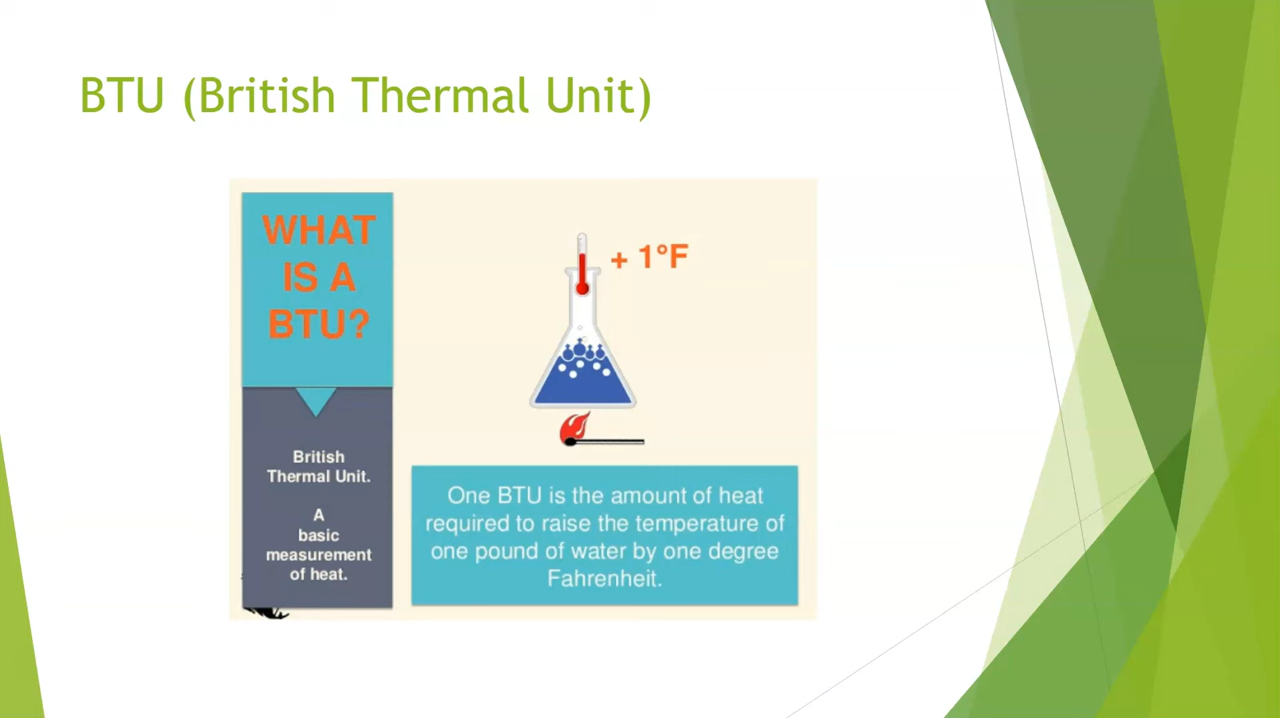 BTU (British Thermal Unit)
WHAT
IS A
BTU?
+ 1°F
British
Thermal Unit.
A
basic
measurement
of heat.
One BTU is the amount of heat
required to raise the temperature of
one pound of water by one degree
Fahrenheit.